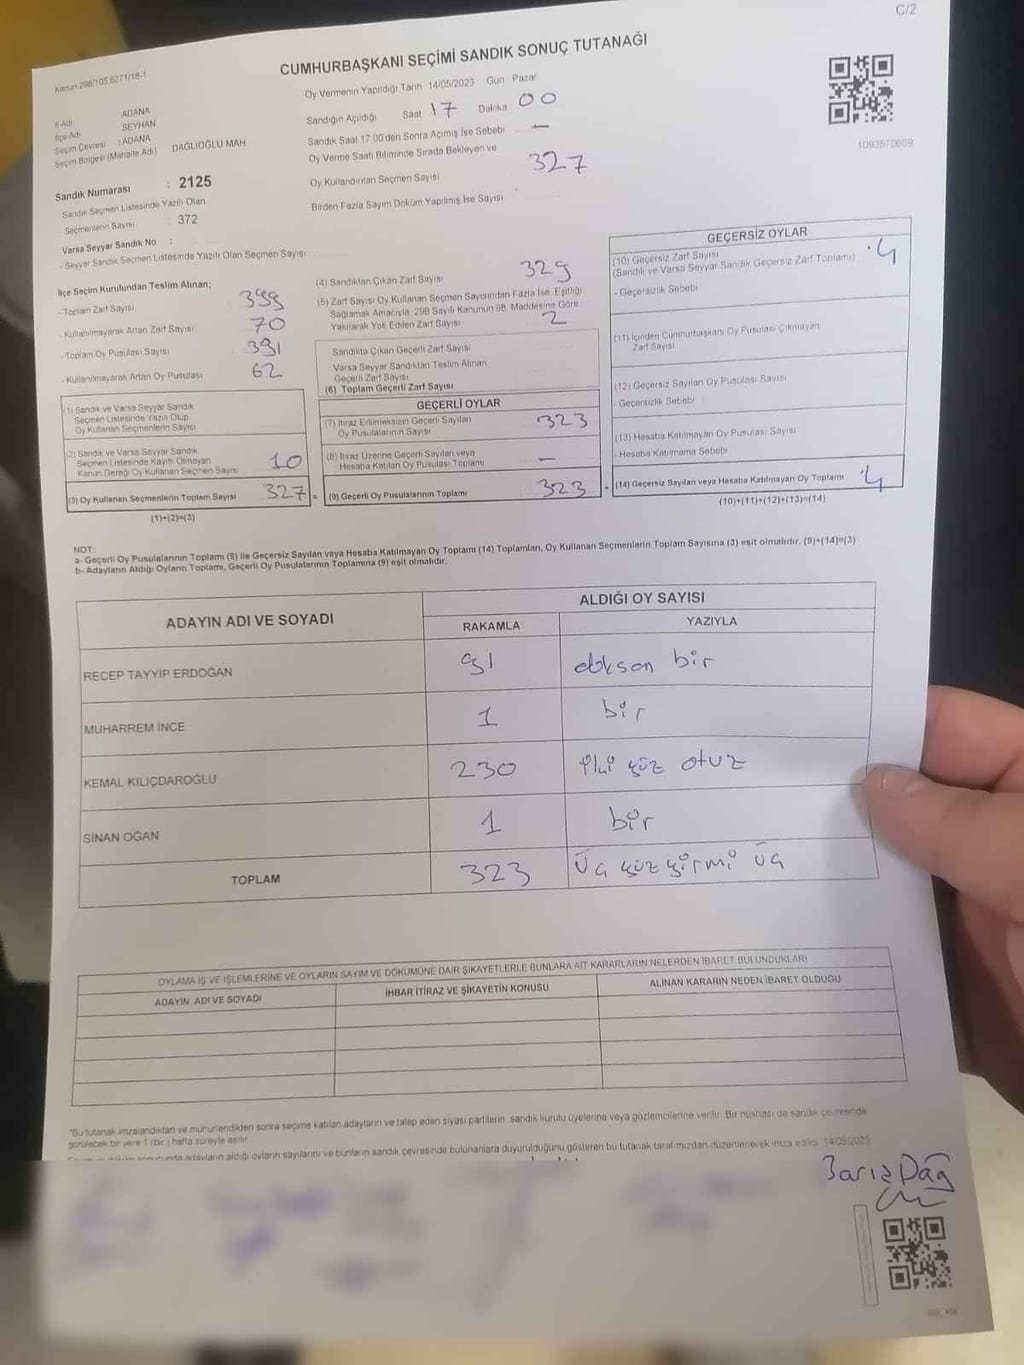 C/2
Kanun 298/105 6271/18-1
CUMHURBAŞKANI SEÇİMİ SANDIK SONUÇ TUTANAĞI
İl Adı ADANA
İlçe Adı SEYHAN
Seçim Çevresi : ADANA
Seçim Bölgesi (Mahalle Adı) DAĞLIOĞLU MAH
Sandık Numarası : 2125
Sandık Seçmen Listesinde Yazılı Olan
Seçmenlerin Sayısı : 372
Varsa Seyyar Sandık No :
- Seyyar Sandık Seçmen Listesinde Yazılı Olan Seçmen Sayısı
Oy Vermenin Yapıldığı Tarih 14/05/2023 Gün Pazar
Sandığın Açıldığı Saat 17 Dakika 00
Sandık Saat 17.00'den Sonra Açımış İse Sebebi —
Oy Verme Saati Bitiminde Sırada Bekleyen ve
Oy Kullandırılan Seçmen Sayısı 327
Birden Fazla Sayım Döküm Yapılmış İse Sayısı
1093570669
İlçe Seçim Kurulundan Teslim Alınan;
- Toplam Zarf Sayısı 399
- Kullanılmayarak Artan Zarf Sayısı 70
- Toplam Oy Pusulası Sayısı 391
- Kullanılmayarak Artan Oy Pusulası 62
(1) Sandık ve Varsa Seyyar Sandık
Seçmen Listesinde Yazılı Olup
Oy Kullanan Seçmenlerin Sayısı
(2) Sandık ve Varsa Seyyar Sandık
Seçmen Listesinde Kayıtlı Olmayan
Kanun Gereği Oy Kullanan Seçmen Sayısı 10
(3) Oy Kullanan Seçmenlerin Toplam Sayısı 327 =
(1)+(2)=(3)
(4) Sandıktan Çıkan Zarf Sayısı 329
(5) Zarf Sayısı Oy Kullanan Seçmen Sayısından Fazla İse, Eşitliği
Sağlamak Amacıyla, 298 Sayılı Kanunun 98. Maddesine Göre
Yakılarak Yok Edilen Zarf Sayısı 2
Sandıkta Çıkan Geçerli Zarf Sayısı
Varsa Seyyar Sandıktan Teslim Alınan
Geçerli Zarf Sayısı
(6) Toplam Geçerli Zarf Sayısı
GEÇERLİ OYLAR
(7) İtiraz Edilmeksizin Geçerli Sayılan
Oy Pusulalarının Sayısı 323
(8) İtiraz Üzerine Geçerli Sayılan veya
Hesaba Katılan Oy Pusulası Toplamı —
(9) Geçerli Oy Pusulalarının Toplamı 323 +
GEÇERSİZ OYLAR
(10) Geçersiz Zarf Sayısı 4
(Sandık ve Varsa Seyyar Sandık Geçersiz Zarf Toplamı)
- Geçersizlik Sebebi
(11) İçinden Cumhurbaşkanı Oy Pusulası Çıkmayan
Zarf Sayısı
(12) Geçersiz Sayılan Oy Pusulası Sayısı
- Geçersizlik Sebebi
(13) Hesaba Katılmayan Oy Pusulası Sayısı
- Hesaba Katılmama Sebebi
(14) Geçersiz Sayılan veya Hesaba Katılmayan Oy Toplamı 4
(10)+(11)+(12)+(13)=(14)
NOT:
a- Geçerli Oy Pusulalarının Toplamı (9) ile Geçersiz Sayılan veya Hesaba Katılmayan Oy Toplamı (14) Toplamları, Oy Kullanan Seçmenlerin Toplam Sayısına (3) eşit olmalıdır. (9)+(14)=(3)
b- Adayların Aldığı Oyların Toplamı, Geçerli Oy Pusulalarının Toplamına (9) eşit olmalıdır.
ADAYIN ADI VE SOYADI
ALDIĞI OY SAYISI
RAKAMLA YAZIYLA
RECEP TAYYİP ERDOĞAN 91 doksan bir
MUHARREM İNCE 1 bir
KEMAL KILIÇDAROĞLU 230 iki yüz otuz
SİNAN OĞAN 1 bir
TOPLAM 323 Üç yüz yirmi üç
OYLAMA İŞ VE İŞLEMLERİNE VE OYLARIN SAYIM VE DÖKÜMÜNE DAİR ŞİKAYETLERLE BUNLARA AİT KARARLARIN NELERDEN İBARET BULUNDUKLARI
ADAYIN ADI VE SOYADI İHBAR İTİRAZ VE ŞİKAYETİN KONUSU ALINAN KARARIN NEDEN İBARET OLDUĞU
*Bu tutanak imzalandıktan ve mühürlendikten sonra seçime katılan adayların ve talep eden siyasi partilerin sandık kurulu üyelerine veya gözlemcilerine verilir. Bir nüshası da sandık çevresinde
görülecek bir yere 1 (bir) hafta süreyle asılır.
adayların aldığı oyların sayılarını ve bunların sandık çevresinde bulunanlara duyurulduğunu gösteren bu tutanak tarafımızdan düzenlenerek imza edildi. 14/05/2023
Barış Dağ